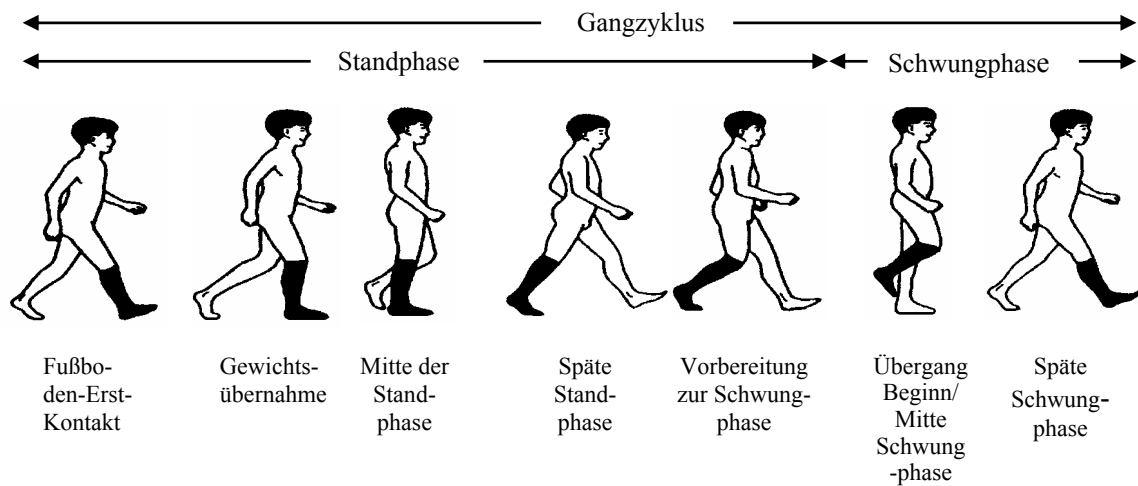 Gangzyklus
Standphase
Schwungphase
Fußbo-
den-Erst-
Kontakt
Gewichts-
übernahme
Mitte der
Stand-
phase
Späte
Stand-
phase
Vorbereitung
zur Schwung-
phase
Übergang
Beginn/
Mitte
Schwung
-phase
Späte
Schwung-
phase